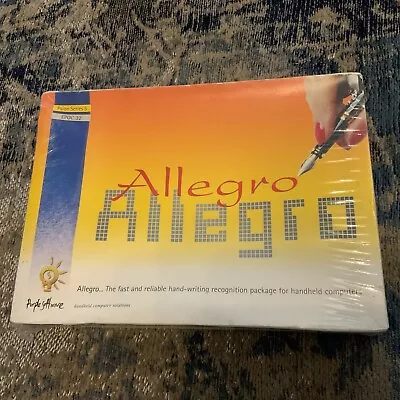 Psion Series 5
EPOC 32
Allegro
Allegro
Allegro... The fast and reliable hand-writing recognition package for handheld computers
Purple software
handheld computer solutions